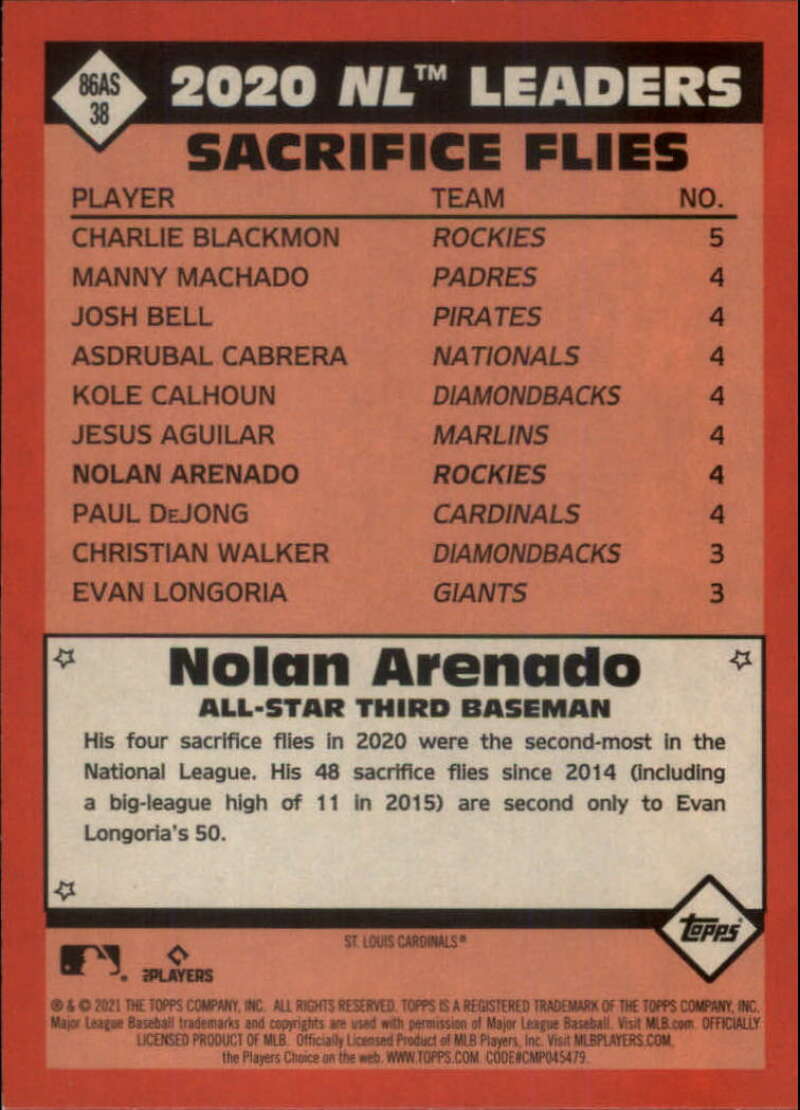 86AS
38
2020 NL™ LEADERS
SACRIFICE FLIES
PLAYER TEAM NO.
CHARLIE BLACKMON ROCKIES 5
MANNY MACHADO PADRES 4
JOSH BELL PIRATES 4
ASDRUBAL CABRERA NATIONALS 4
KOLE CALHOUN DIAMONDBACKS 4
JESUS AGUILAR MARLINS 4
NOLAN ARENADO ROCKIES 4
PAUL DeJONG CARDINALS 4
CHRISTIAN WALKER DIAMONDBACKS 3
EVAN LONGORIA GIANTS 3
Nolan Arenado
ALL-STAR THIRD BASEMAN
His four sacrifice flies in 2020 were the second-most in the
National League. His 48 sacrifice flies since 2014 (including
a big-league high of 11 in 2015) are second only to Evan
Longoria's 50.
Topps
ST. LOUIS CARDINALS®
PLAYERS
® & © 2021 THE TOPPS COMPANY, INC. ALL RIGHTS RESERVED. TOPPS IS A REGISTERED TRADEMARK OF THE TOPPS COMPANY, INC.
Major League Baseball trademarks and copyrights are used with permission of Major League Baseball. Visit MLB.com. OFFICIALLY
LICENSED PRODUCT OF MLB. Officially Licensed Product of MLB Players, Inc. Visit MLBPLAYERS.COM,
the Players Choice on the web. WWW.TOPPS.COM. CODE#CMP045479